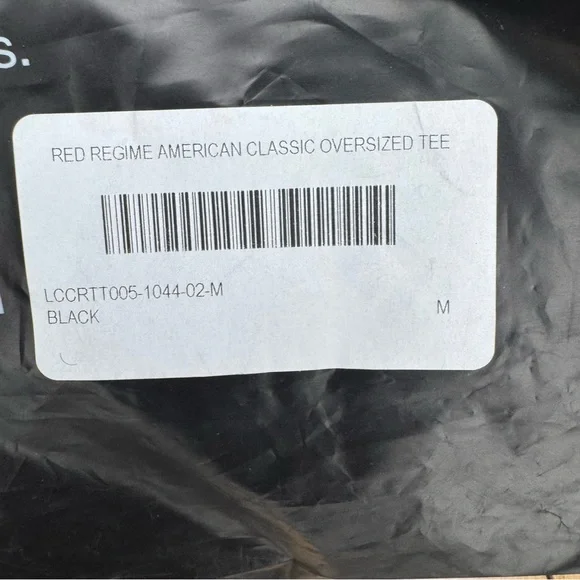 s.
RED REGIME AMERICAN CLASSIC OVERSIZED TEE
LCCRTT005-1044-02-M
BLACK M